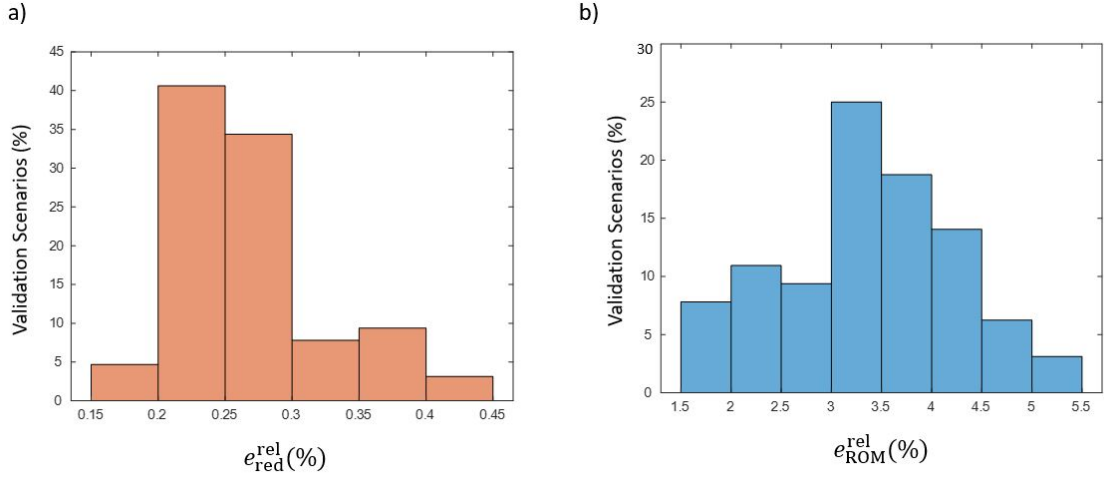 a)
45
40
35
30
25
20
15
10
5
0
Validation Scenarios (%)
0.15 0.2 0.25 0.3 0.35 0.4 0.45
e_red^rel(%)
b)
30
25
20
15
10
5
0
Validation Scenarios (%)
1.5 2 2.5 3 3.5 4 4.5 5 5.5
e_ROM^rel(%)